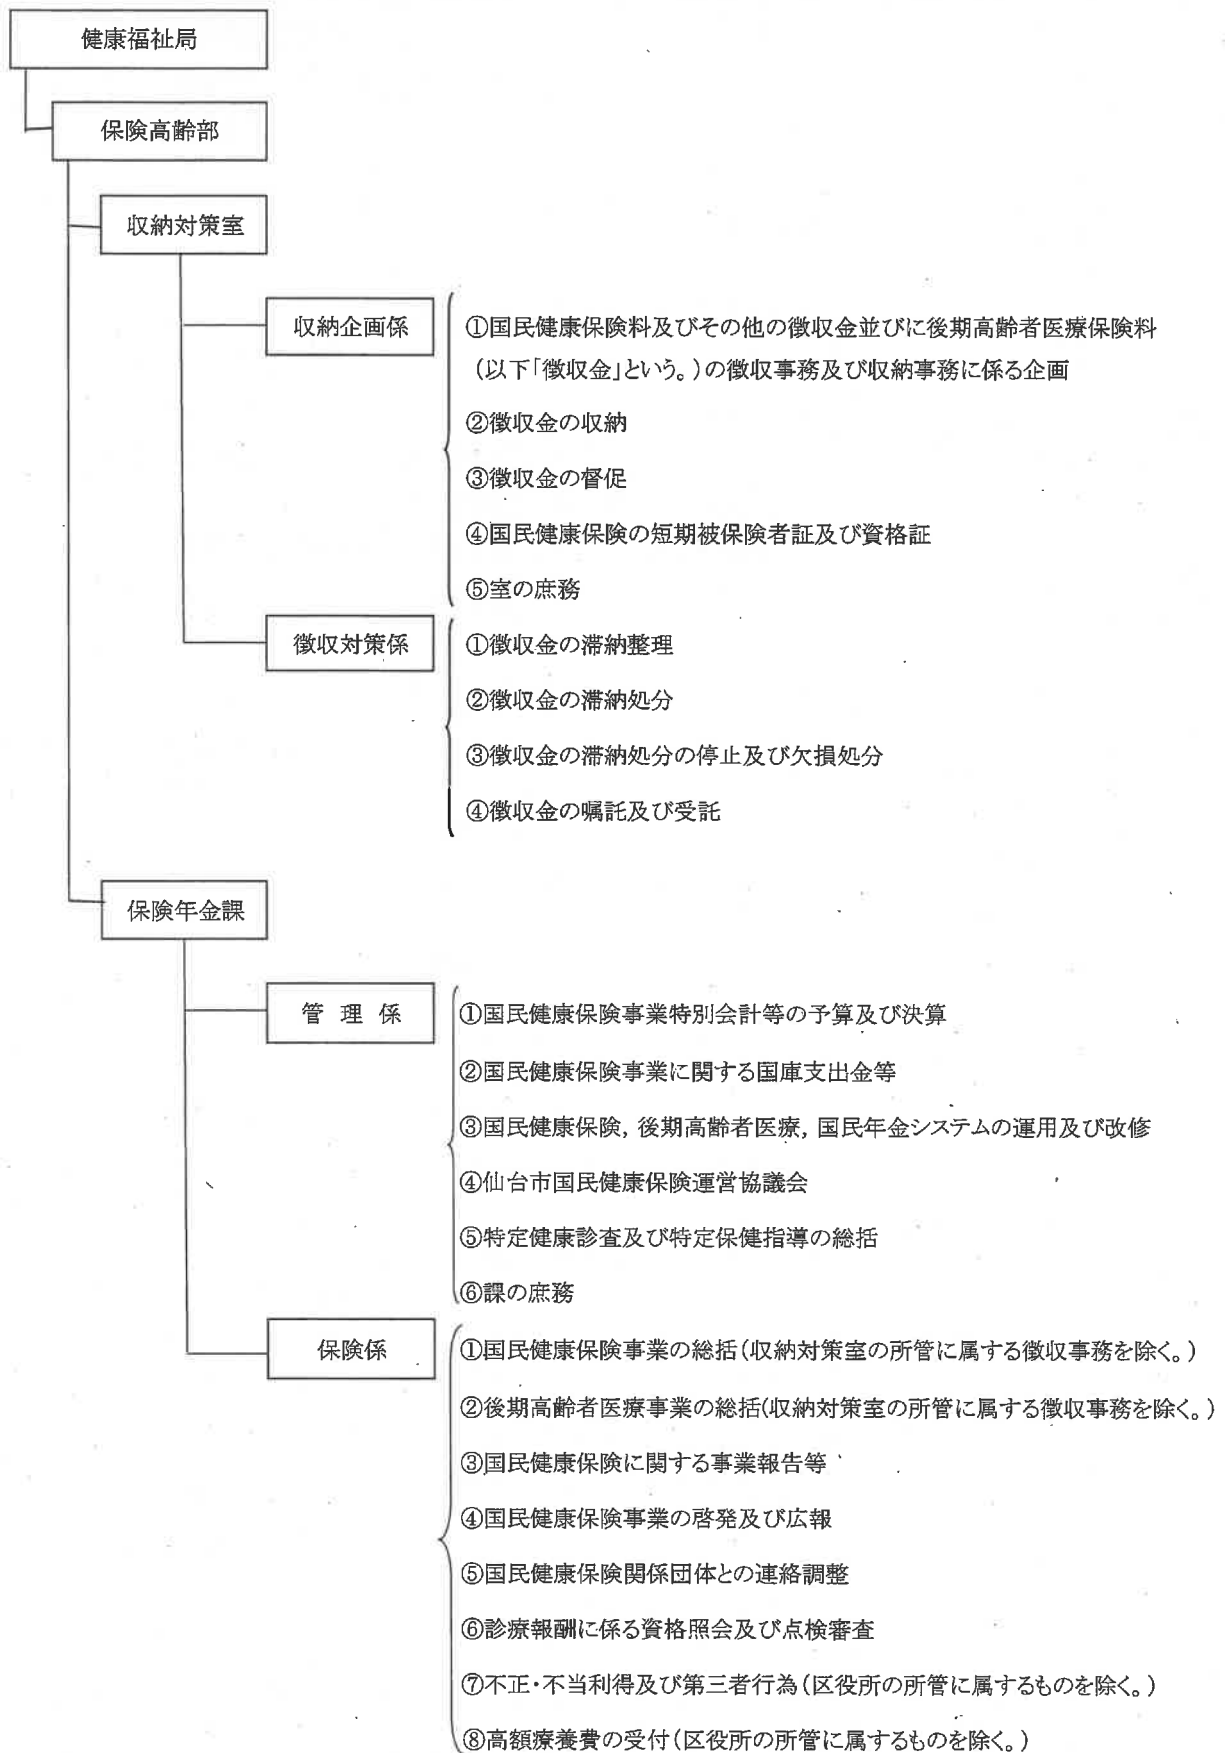 健康福祉局
保険高齢部
収納対策室
収納企画係
①国民健康保険料及びその他の徴収金並びに後期高齢者医療保険料
(以下「徴収金」という。)の徴収事務及び収納事務に係る企画
②徴収金の収納
③徴収金の督促
④国民健康保険の短期被保険者証及び資格証
⑤室の庶務
徴収対策係
①徴収金の滞納整理
②徴収金の滞納処分
③徴収金の滞納処分の停止及び欠損処分
④徴収金の嘱託及び受託
保険年金課
管 理 係
①国民健康保険事業特別会計等の予算及び決算
②国民健康保険事業に関する国庫支出金等
③国民健康保険, 後期高齢者医療, 国民年金システムの運用及び改修
④仙台市国民健康保険運営協議会
⑤特定健康診査及び特定保健指導の総括
⑥課の庶務
保険係
①国民健康保険事業の総括(収納対策室の所管に属する徴収事務を除く。)
②後期高齢者医療事業の総括(収納対策室の所管に属する徴収事務を除く。)
③国民健康保険に関する事業報告等
④国民健康保険事業の啓発及び広報
⑤国民健康保険関係団体との連絡調整
⑥診療報酬に係る資格照会及び点検審査
⑦不正・不当利得及び第三者行為(区役所の所管に属するものを除く。)
⑧高額療養費の受付(区役所の所管に属するものを除く。)